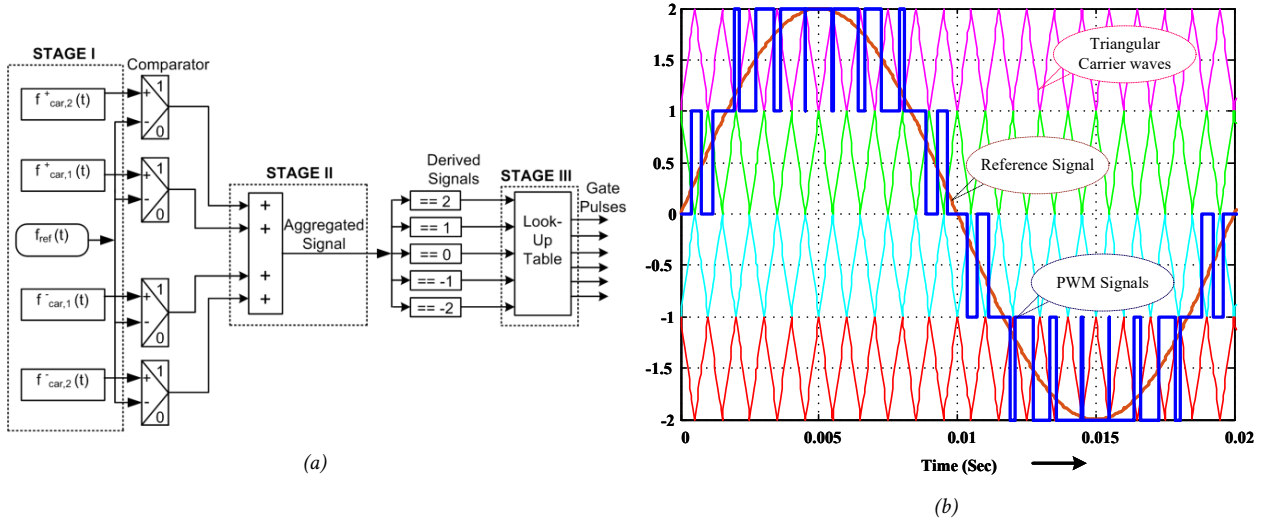 STAGE I
Comparator
f⁺car,2(t)
+
1
-
0
f⁺car,1(t)
+
1
-
0
fref(t)
f⁻car,1(t)
+
1
-
0
f⁻car,2(t)
+
1
-
0
STAGE II
+
+
+
+
Aggregated
Signal
Derived
Signals
== 2
== 1
== 0
== -1
== -2
STAGE III
Look-
Up
Table
Gate
Pulses
(a)
2
1.5
1
0.5
0
-0.5
-1
-1.5
-2
Triangular
Carrier waves
Reference Signal
PWM Signals
0
0.005
0.01
0.015
0.02
Time (Sec)
(b)